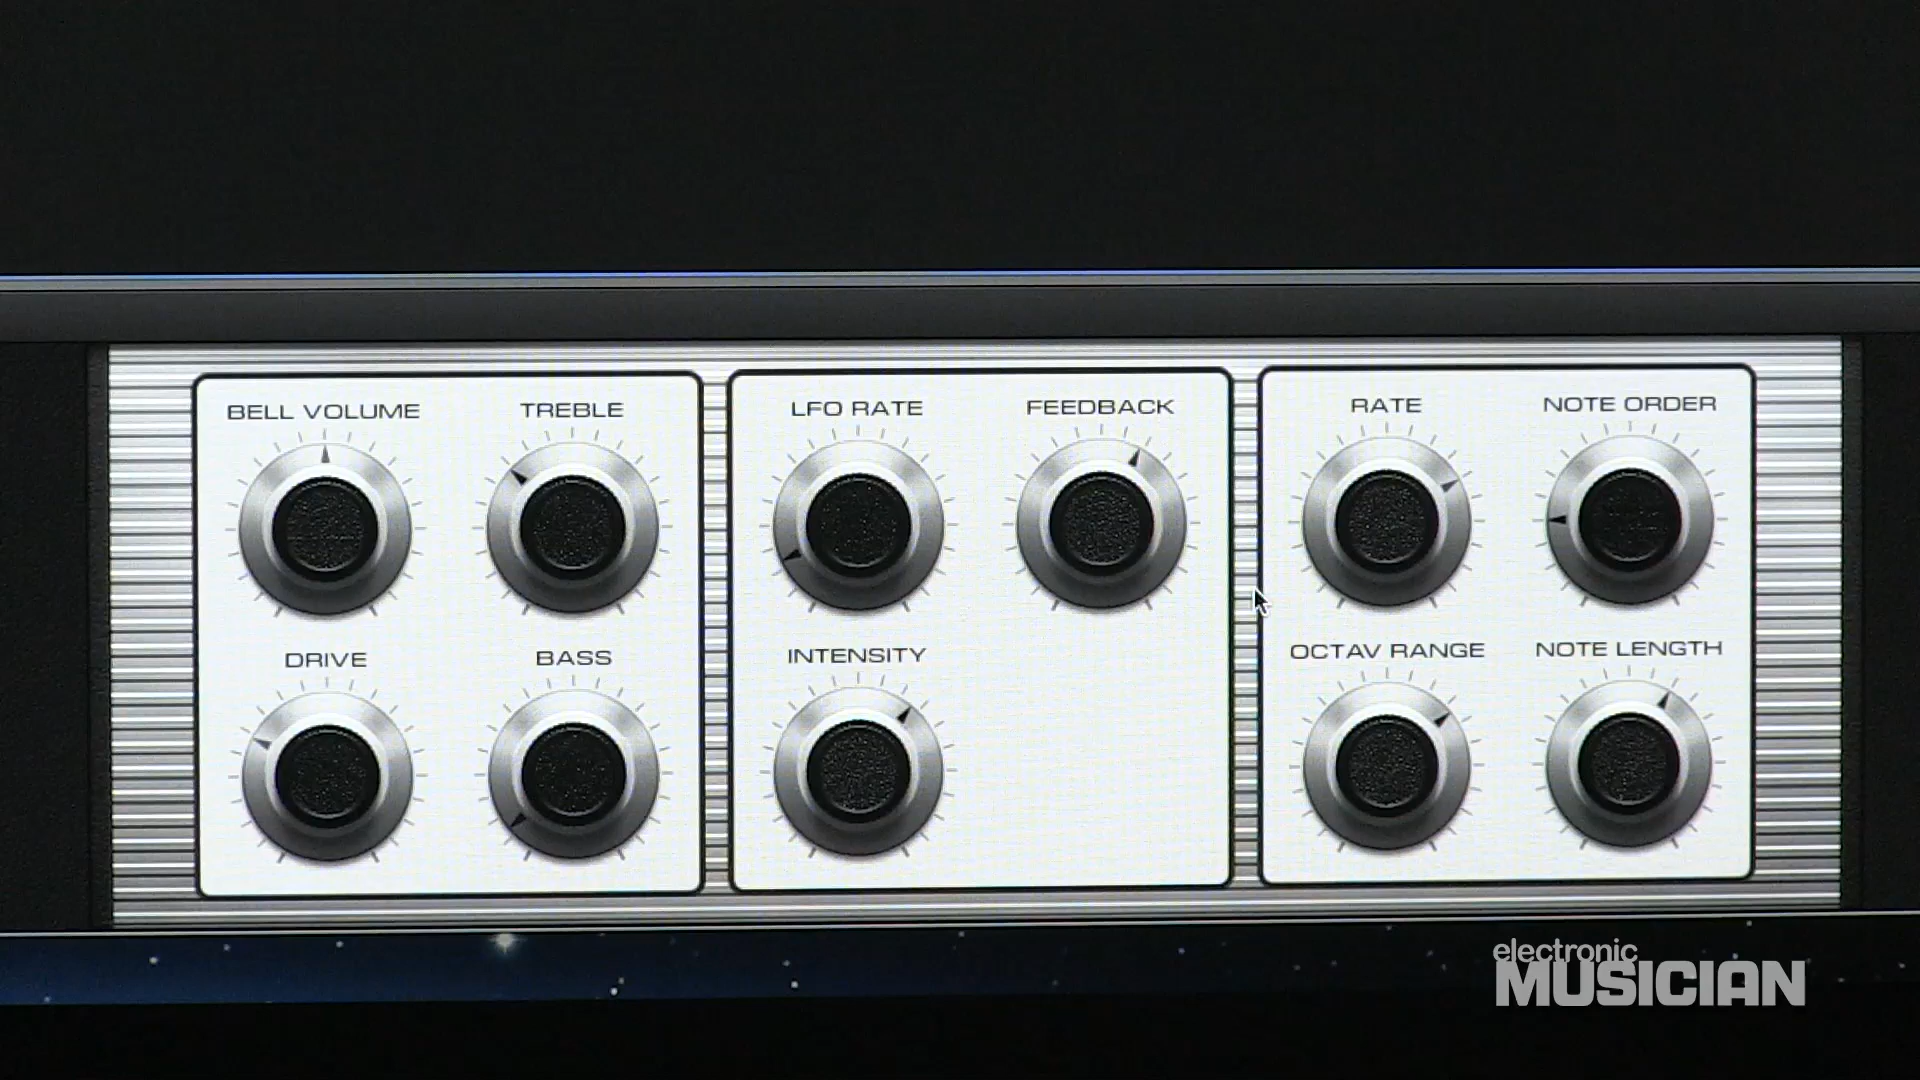 BELL VOLUME
TREBLE
DRIVE
BASS
LFO RATE
FEEDBACK
INTENSITY
RATE
NOTE ORDER
OCTAV RANGE
NOTE LENGTH
electronic
MUSICIAN